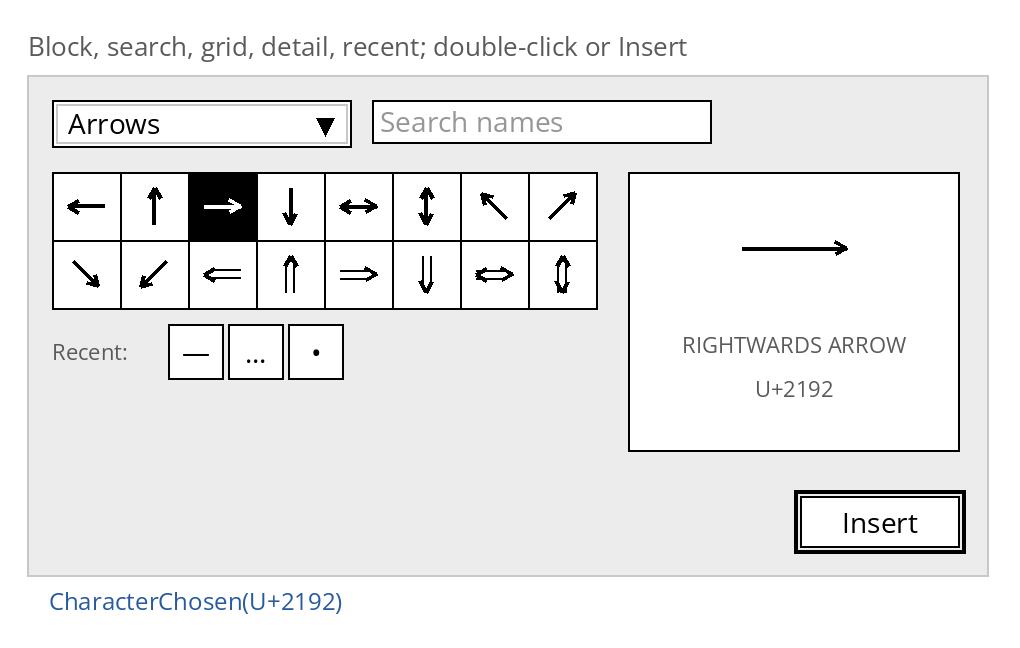 Block, search, grid, detail, recent; double-click or Insert
Arrows ▼ Search names
← ↑ → ↓ ↔ ↕ ↖ ↗
↘ ↙ ⇐ ⇑ ⇒ ⇓ ⇔ ⇕
→
RIGHTWARDS ARROW
U+2192
Recent: — … •
Insert
CharacterChosen(U+2192)